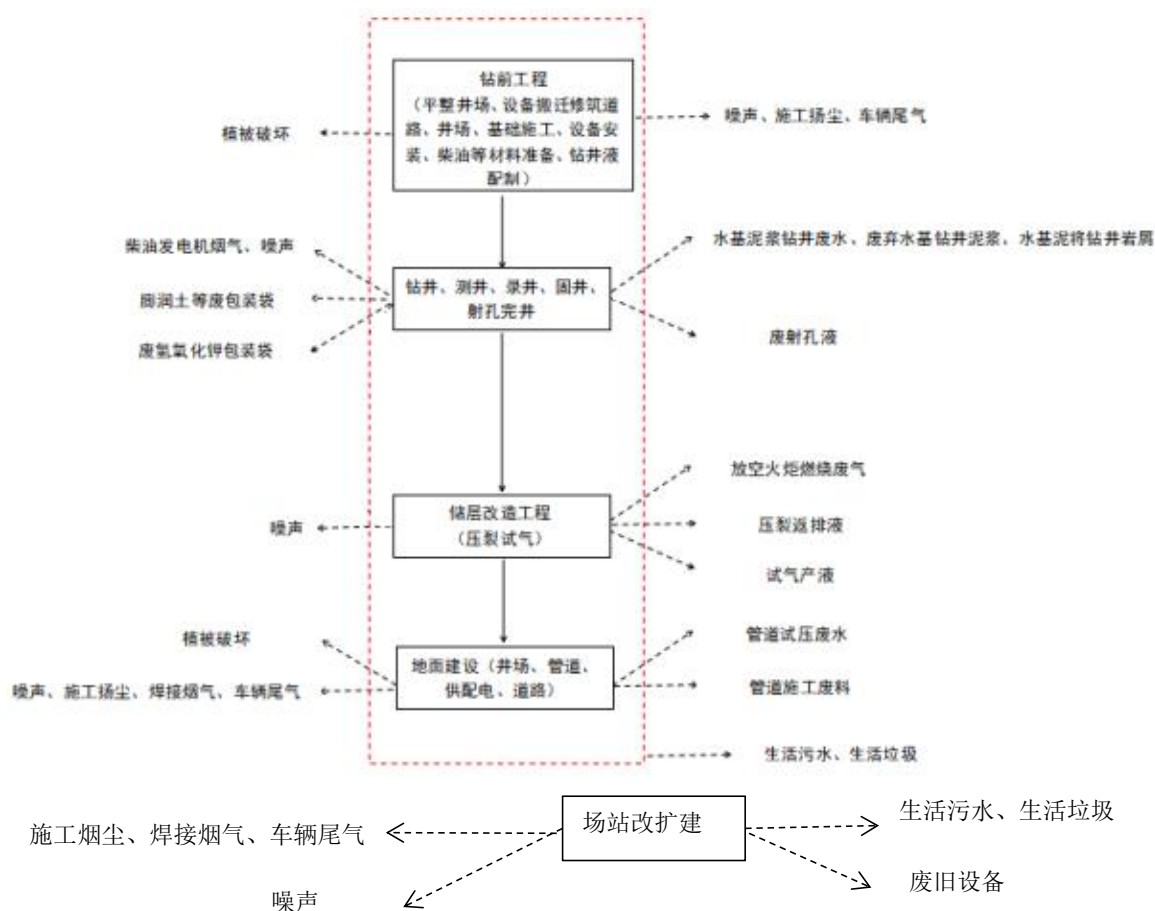 钻前工程
（平整井场、设备搬迁修筑道
路、井场、基础施工、设备安
装、柴油等材料准备、钻井液
配制）
植被破坏
噪声、施工扬尘、车辆尾气
柴油发电机烟气、噪声
膨润土等废包装袋
废氢氧化钾包装袋
钻井、测井、录井、固井、
射孔完井
水基泥浆钻井废水、废弃水基钻井泥浆、水基泥将钻井岩屑
废射孔液
噪声
储层改造工程
（压裂试气）
放空火炬燃烧废气
压裂返排液
试气产液
植被破坏
噪声、施工扬尘、焊接烟气、车辆尾气
地面建设（井场、管道、
供配电、道路）
管道试压废水
管道施工废料
生活污水、生活垃圾
施工烟尘、焊接烟气、车辆尾气
噪声
场站改扩建
生活污水、生活垃圾
废旧设备